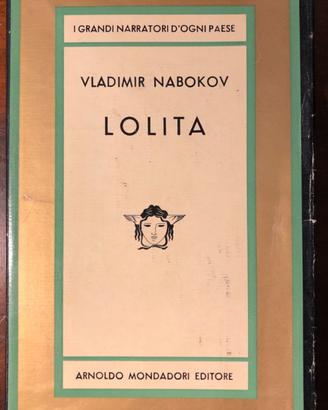 I GRANDI NARRATORI D'OGNI PAESE
VLADIMIR NABOKOV
LOLITA
ARNOLDO MONDADORI EDITORE